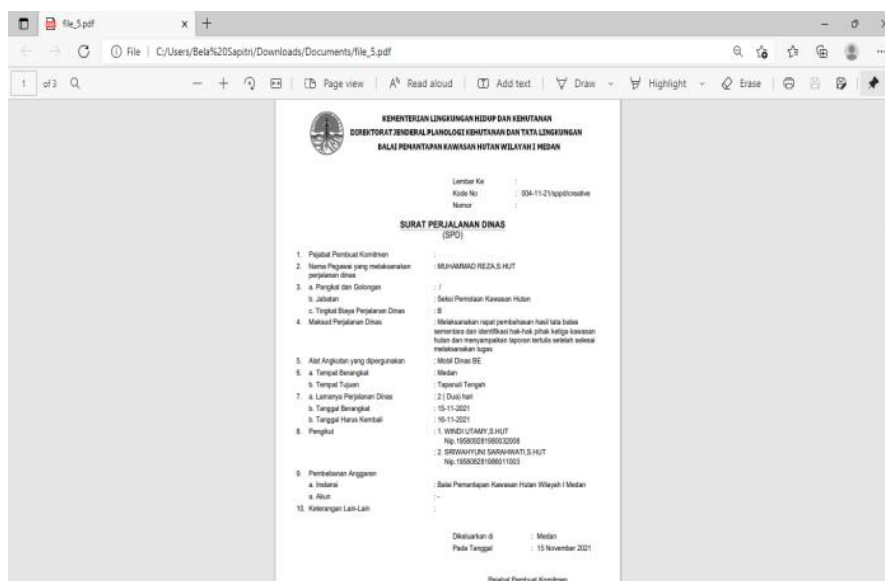 file_5.pdf
File | C:/Users/Bela%20Sapitri/Downloads/Documents/file_5.pdf
1 of 3 Page view Read aloud Add text Draw Highlight Erase
KEMENTERIAN LINGKUNGAN HIDUP DAN KEHUTANAN
DIREKTORAT JENDERAL PLANOLOGI KEHUTANAN DAN TATA LINGKUNGAN
BALAI PEMANTAPAN KAWASAN HUTAN WILAYAH I MEDAN
Lembar Ke :
Kode No : 004-11-21/sppd/creative
Nomor :
SURAT PERJALANAN DINAS
(SPD)
1. Pejabat Pembuat Komitmen :
2. Nama Pegawai yang melaksanakan : MUHAMMAD REZA,S.HUT
perjalanan dinas
3. a. Pangkat dan Golongan : /
b. Jabatan : Seksi Pemolaan Kawasan Hutan
c. Tingkat Biaya Perjalanan Dinas : B
4. Maksud Perjalanan Dinas : Melaksanakan rapat pembahasan hasil tata batas
sementara dan identifikasi hak-hak pihak ketiga kawasan
hutan dan menyampaikan laporan tertulis setelah selesai
melaksanakan tugas
5. Alat Angkutan yang dipergunakan : Mobil Dinas BE
6. a. Tempat Berangkat : Medan
b. Tempat Tujuan : Tapanuli Tengah
7. a. Lamanya Perjalanan Dinas : 2 ( Dua) hari
b. Tanggal Berangkat : 15-11-2021
b. Tanggal Harus Kembali : 16-11-2021
8. Pengikut : 1. WINDI UTAMY,S.HUT
Nip.
: 2. SRIWAHYUNI SARAHWATI,S.HUT
Nip.
9. Pembebanan Anggaran
a. Instansi : Balai Pemantapan Kawasan Hutan Wilayah I Medan
a. Akun : -
10. Keterangan Lain-Lain :
Dikeluarkan di : Medan
Pada Tanggal : 15 November 2021
Pejabat Pembuat Komitmen